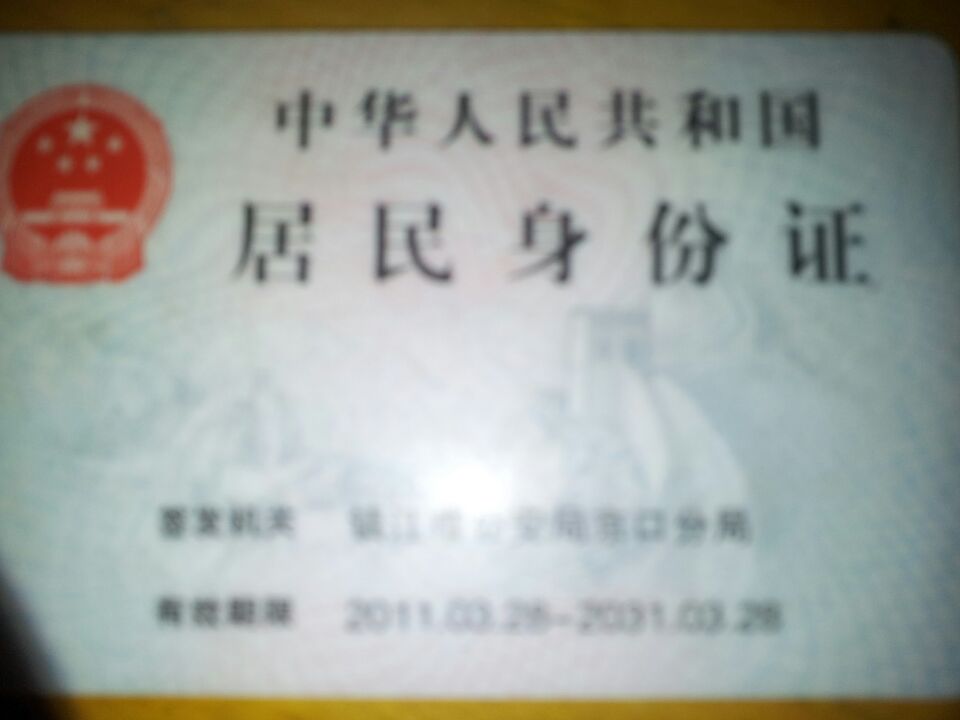 中华人民共和国
居民身份证
签发机关 镇江市公安局京口分局
有效期限 2011.03.28-2031.03.28